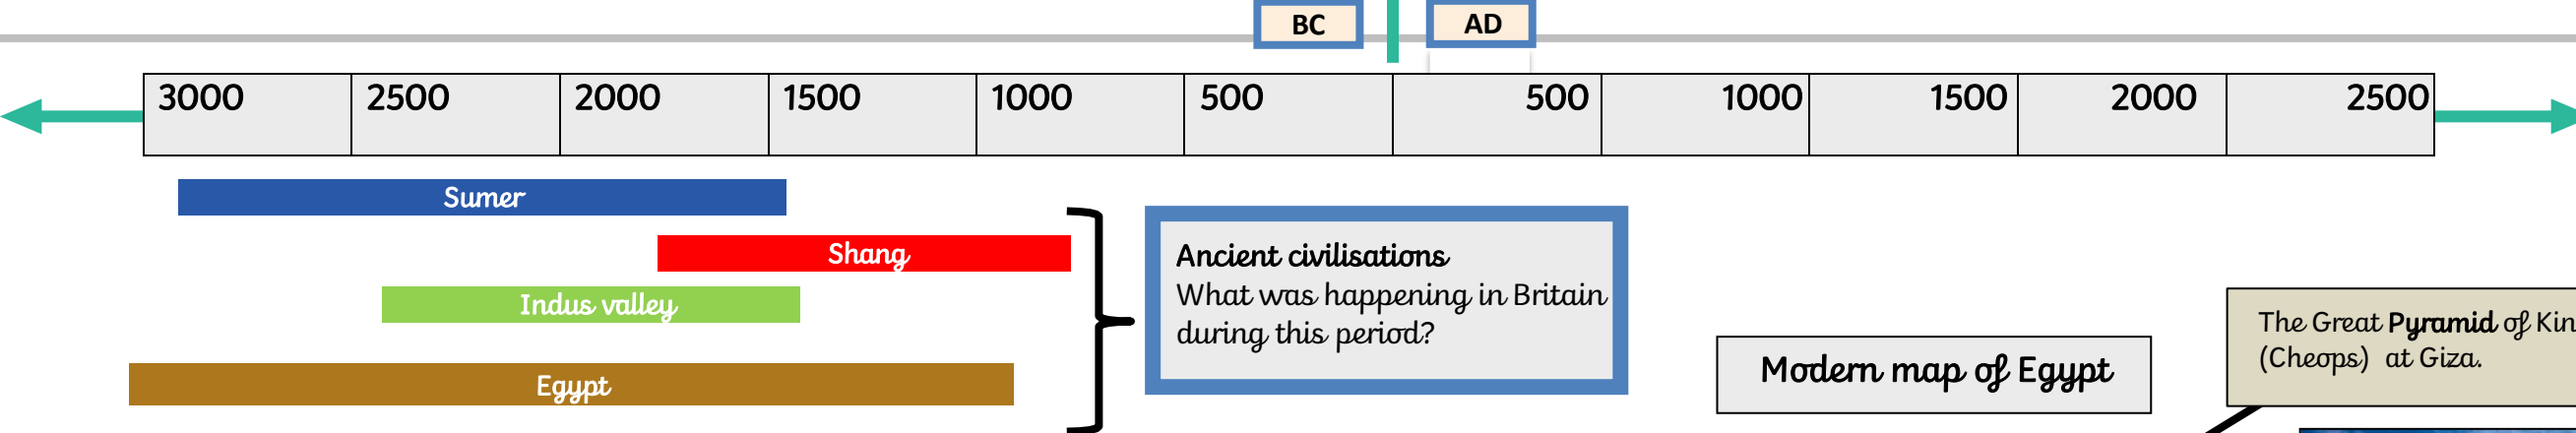 BC AD
3000 2500 2000 1500 1000 500 500 1000 1500 2000 2500
Sumer
Shang
Indus valley
Egypt
Ancient civilisations
What was happening in Britain
during this period?
Modern map of Egypt
The Great Pyramid of
(Cheops) at Giza.